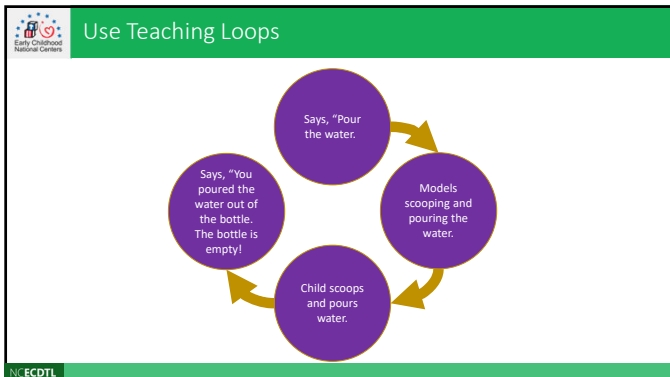 Early Childhood
National Centers
Use Teaching Loops
Says, “Pour
the water.
Models
scooping and
pouring the
water.
Child scoops
and pours
water.
Says, “You
poured the
water out of
the bottle.
The bottle is
empty!
NCECDTL